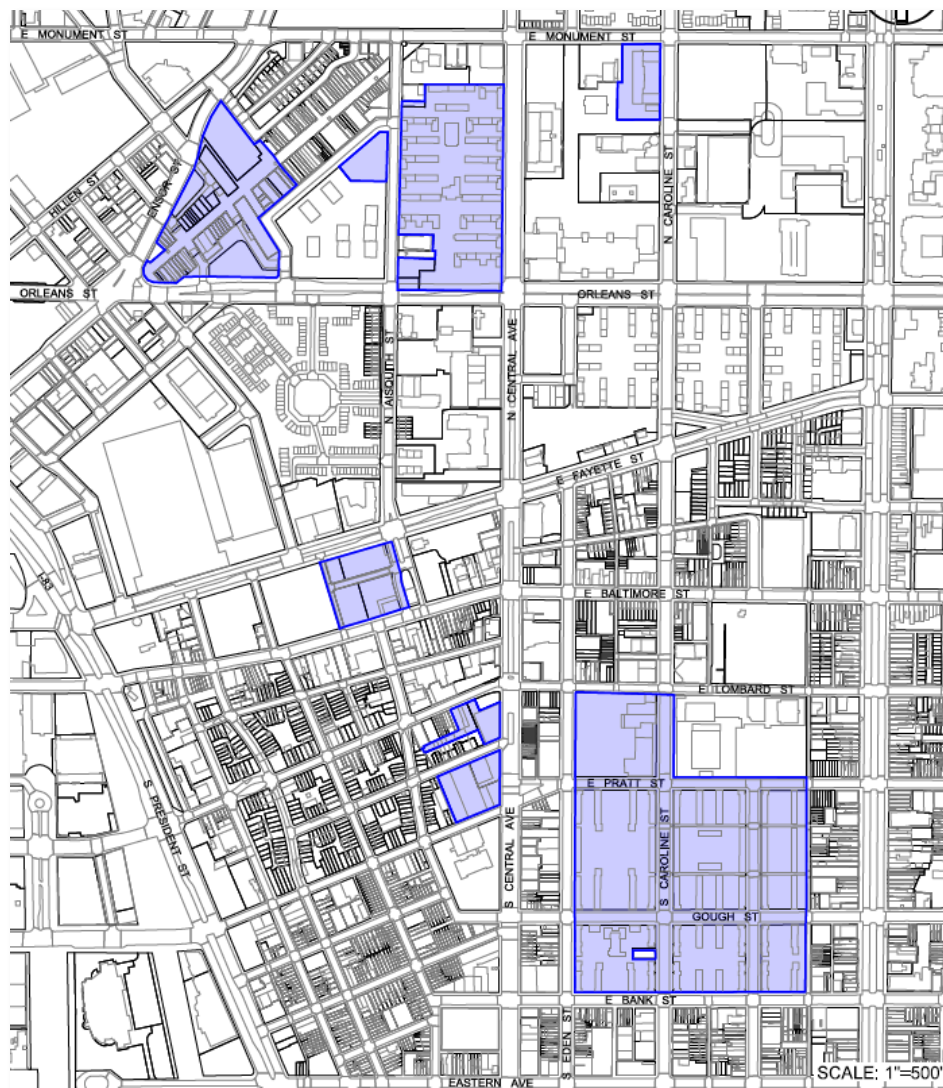 E MONUMENT ST
E MONUMENT ST
HILLEN ST
ENSOR ST
N CAROLINE ST
ORLEANS ST
ORLEANS ST
N AISQUITH ST
N CENTRAL AVE
E FAYETTE ST
I-83
E BALTIMORE ST
E LOMBARD ST
S PRESIDENT ST
E PRATT ST
S CENTRAL AVE
S CAROLINE ST
GOUGH ST
E BANK ST
S EDEN ST
SCALE: 1"=500'
EASTERN AVE